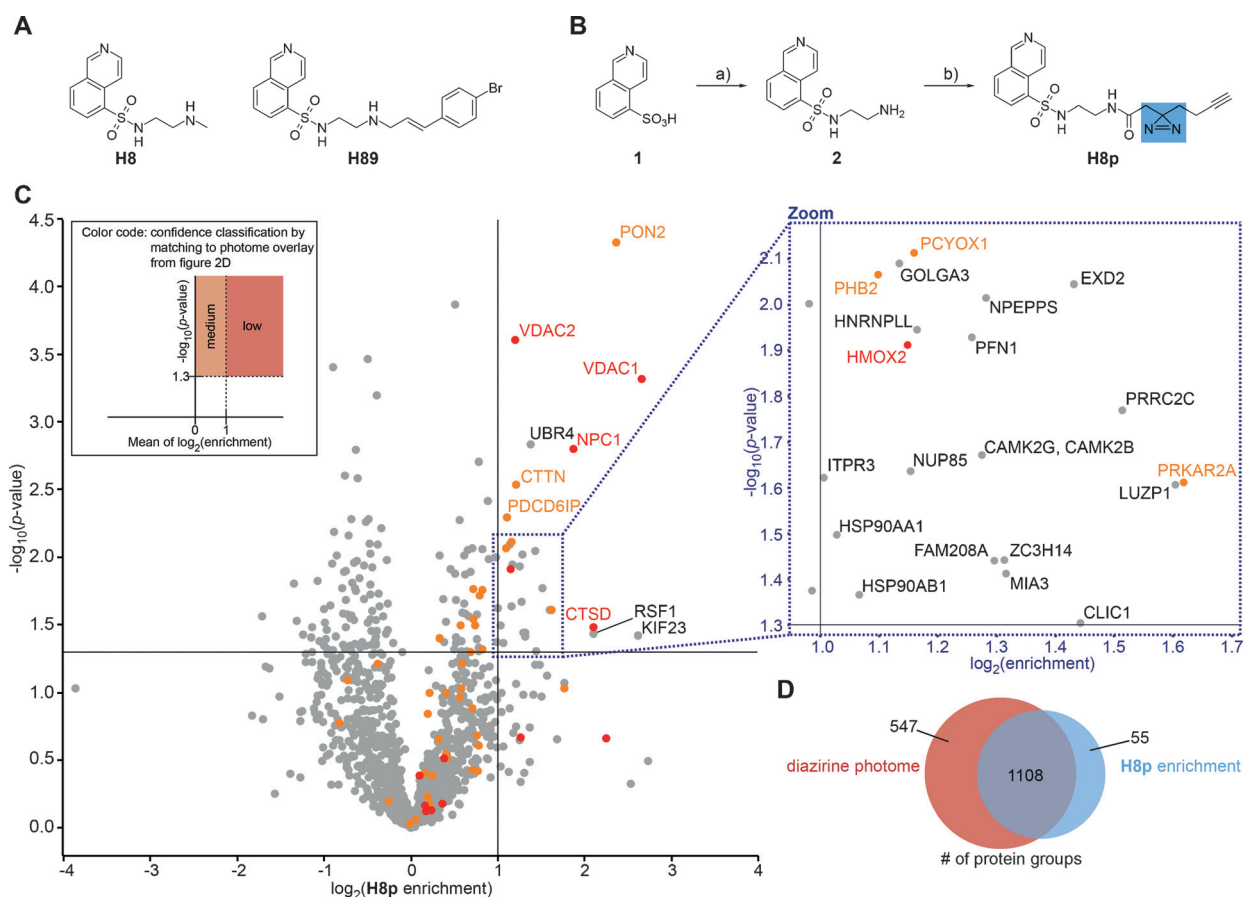 A
B
N
O
O
S
N
H
H
N
H8
N
O
O
S
N
H
H
N
Br
H89
N
SO3H
1
a)
N
O
O
S
N
H
NH2
2
b)
N
O
O
S
N
H
H
N
O
N=N
H8p
C
Color code: confidence classification by
matching to photome overlay
from figure 2D
-log10(p-value)
medium
low
1.3
0
1
Mean of log2(enrichment)
4.5
4.0
3.5
3.0
2.5
2.0
1.5
1.0
0.5
0.0
-log10(p-value)
-4
-3
-2
-1
0
1
2
3
4
log2(H8p enrichment)
PON2
VDAC2
VDAC1
UBR4
NPC1
CTTN
PDCD6IP
CTSD
RSF1
KIF23
Zoom
2.1
2.0
1.9
1.8
1.7
1.6
1.5
1.4
1.3
-log10(p-value)
PCYOX1
GOLGA3
PHB2
EXD2
NPEPPS
HNRNPLL
PFN1
HMOX2
PRRC2C
CAMK2G, CAMK2B
ITPR3
NUP85
PRKAR2A
LUZP1
HSP90AA1
FAM208A
ZC3H14
MIA3
HSP90AB1
CLIC1
1.0
1.1
1.2
1.3
1.4
1.5
1.6
1.7
log2(enrichment)
D
547
55
diazirine photome
1108
H8p enrichment
# of protein groups